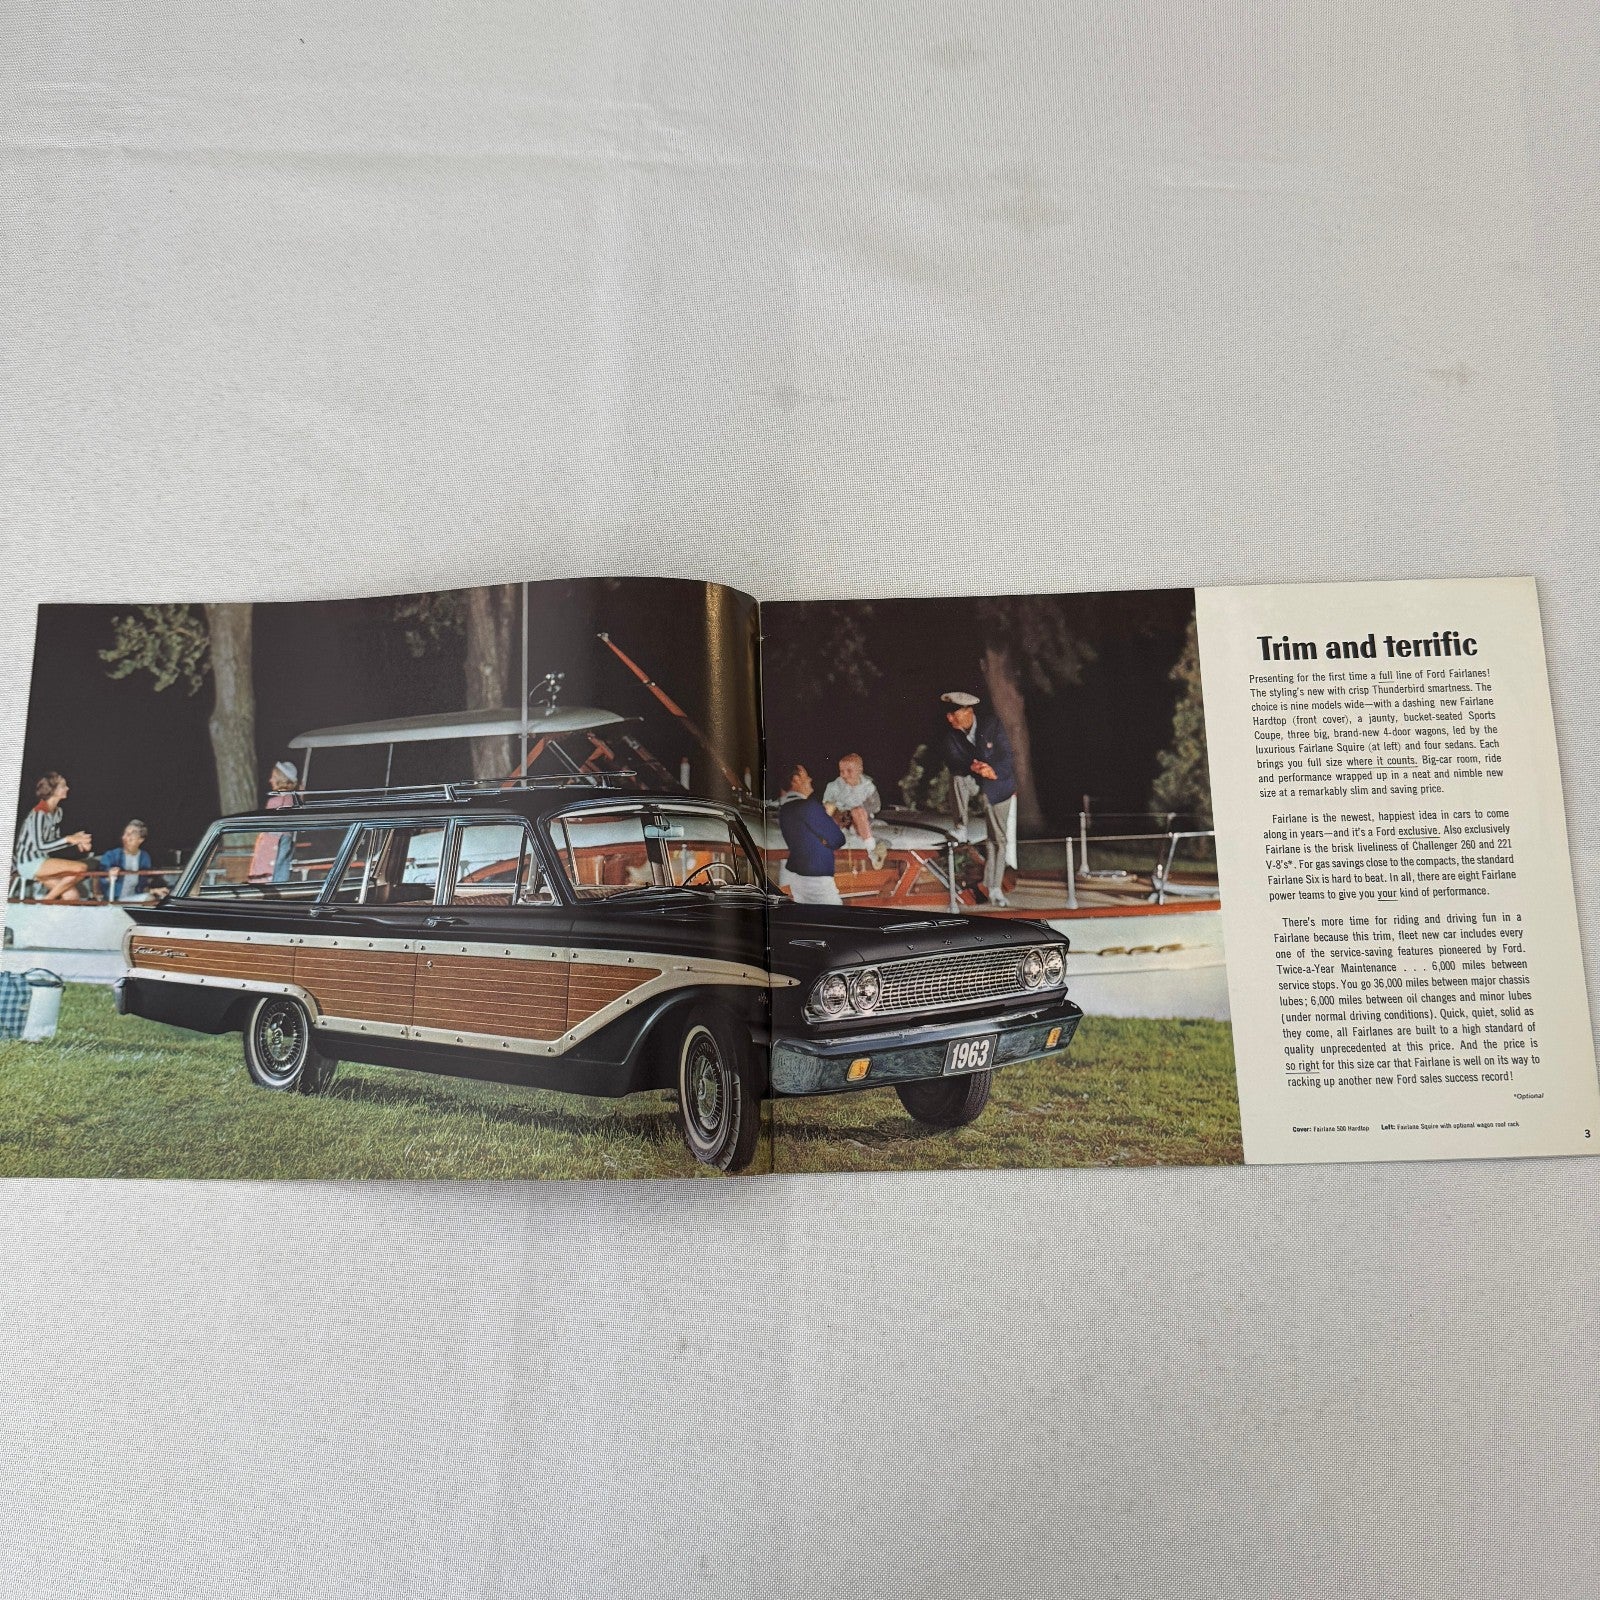 Trim and terrific
Presenting for the first time a full line of Ford Fairlanes!
The styling's new with crisp Thunderbird smartness. The
choice is nine models wide—with a dashing new Fairlane
Hardtop (front cover), a jaunty, bucket-seated Sports
Coupe, three big, brand-new 4-door wagons, led by the
luxurious Fairlane Squire (at left) and four sedans. Each
brings you full size where it counts. Big-car room, ride
and performance wrapped up in a neat and nimble new
size at a remarkably slim and saving price.
Fairlane is the newest, happiest idea in cars to come
along in years—and it's a Ford exclusive. Also exclusively
Fairlane is the brisk liveliness of Challenger 260 and 221
V-8's*. For gas savings close to the compacts, the standard
Fairlane Six is hard to beat. In all, there are eight Fairlane
power teams to give you your kind of performance.
There's more time for riding and driving fun in a
Fairlane because this trim, fleet new car includes every
one of the service-saving features pioneered by Ford.
Twice-a-Year Maintenance . . . 6,000 miles between
service stops. You go 36,000 miles between major chassis
lubes; 6,000 miles between oil changes and minor lubes
(under normal driving conditions). Quick, quiet, solid as
they come, all Fairlanes are built to a high standard of
quality unprecedented at this price. And the price is
so right for this size car that Fairlane is well on its way to
racking up another new Ford sales success record!
*Optional
Cover: Fairlane 500 Hardtop Left: Fairlane Squire with optional wagon roof rack
3
Fairlane Squire
FORD
1963